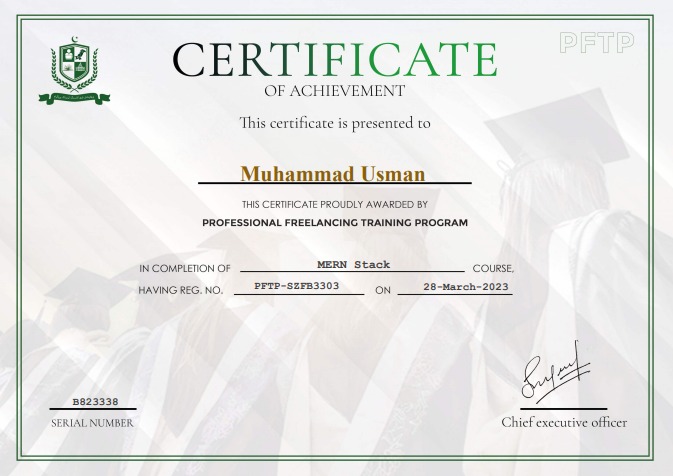 PFTP
CERTIFICATE
OF ACHIEVEMENT
This certificate is presented to
Muhammad Usman
THIS CERTIFICATE PROUDLY AWARDED BY
PROFESSIONAL FREELANCING TRAINING PROGRAM
IN COMPLETION OF MERN Stack COURSE,
HAVING REG. NO. PFTP-SZFB3303 ON 28-March-2023
B823338
SERIAL NUMBER
Chief executive officer